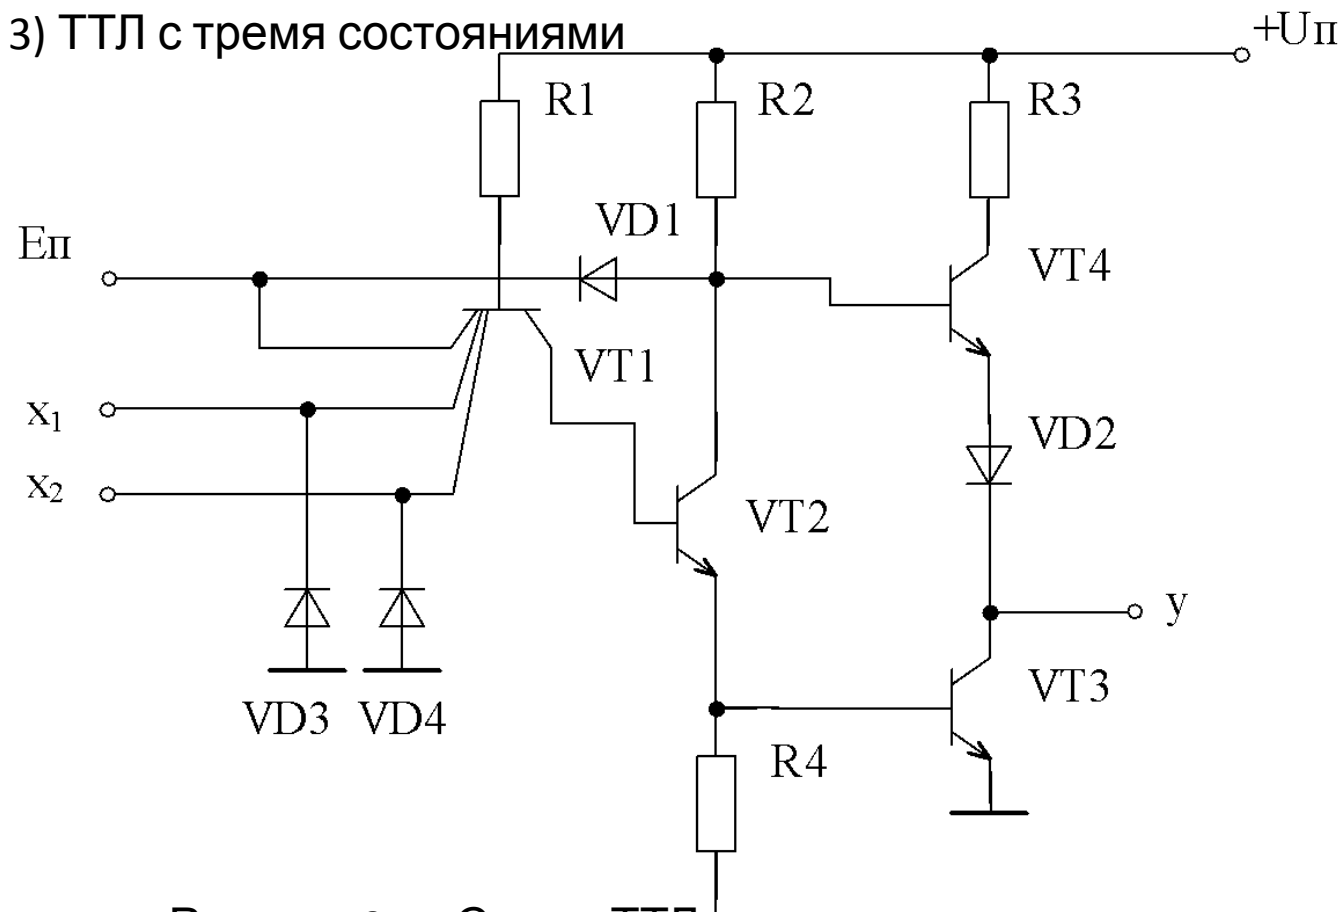 3) ТТЛ с тремя состояниями
+Uп
R1
R2
R3
VD1
Eп
VT4
VT1
x1
VD2
x2
VT2
y
VT3
VD3
VD4
R4